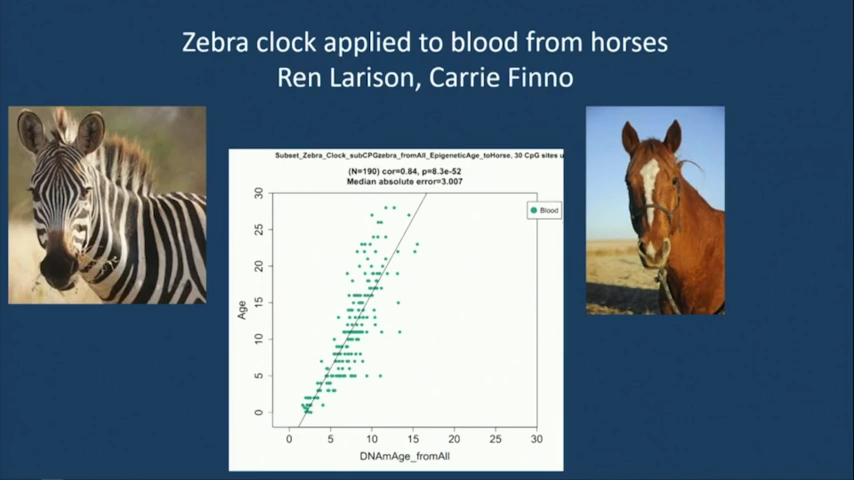 Zebra clock applied to blood from horses
Ren Larison, Carrie Finno
Subset_Zebra_Clock_subCPGzebra_fromAll_EpigeneticAge_toHorse, 30 CpG sites u
(N=190) cor=0.84, p=8.3e-52
Median absolute error=3.007
30
25
20
15
10
5
0
Age
Blood
0 5 10 15 20 25 30
DNAmAge_fromAll